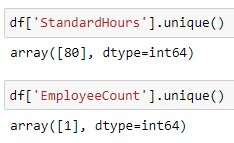 df['StandardHours'].unique()
array([80], dtype=int64)
df['EmployeeCount'].unique()
array([1], dtype=int64)